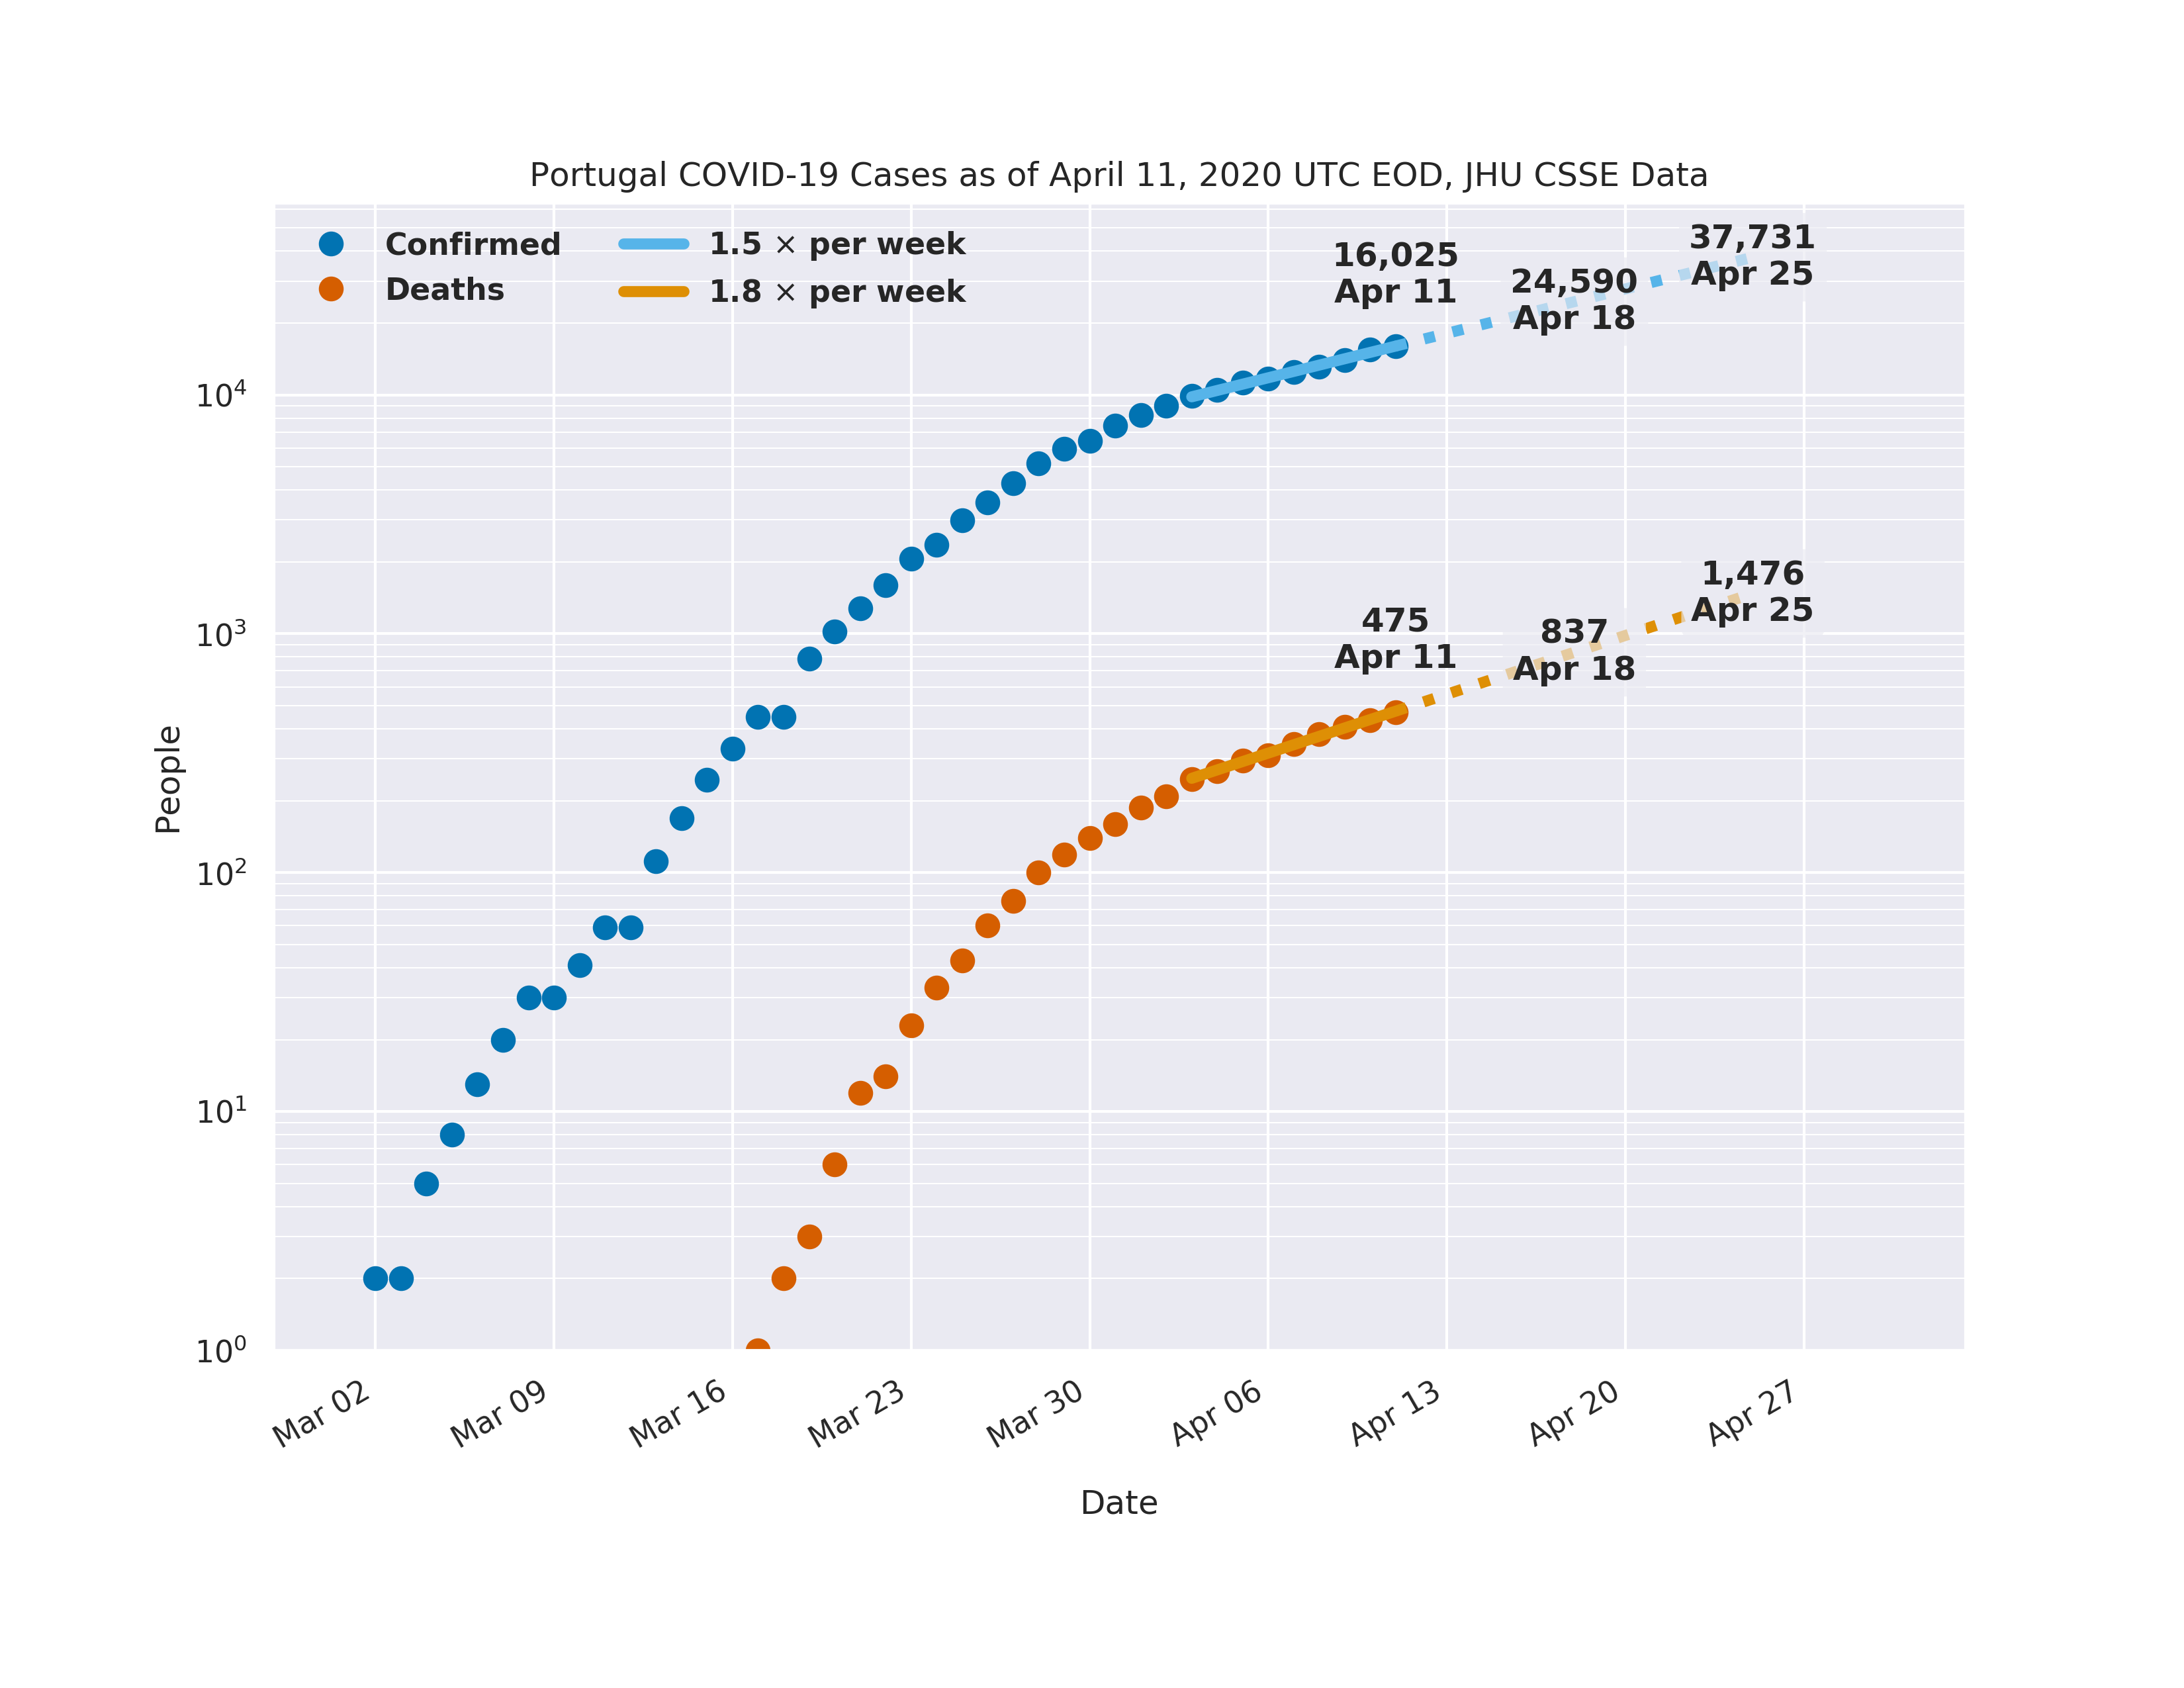 Portugal COVID-19 Cases as of April 11, 2020 UTC EOD, JHU CSSE Data
Confirmed
Deaths
1.5 × per week
1.8 × per week
16,025
Apr 11
24,590
Apr 18
37,731
Apr 25
475
Apr 11
837
Apr 18
1,476
Apr 25
People
10⁴
10³
10²
10¹
10⁰
Mar 02
Mar 09
Mar 16
Mar 23
Mar 30
Apr 06
Apr 13
Apr 20
Apr 27
Date